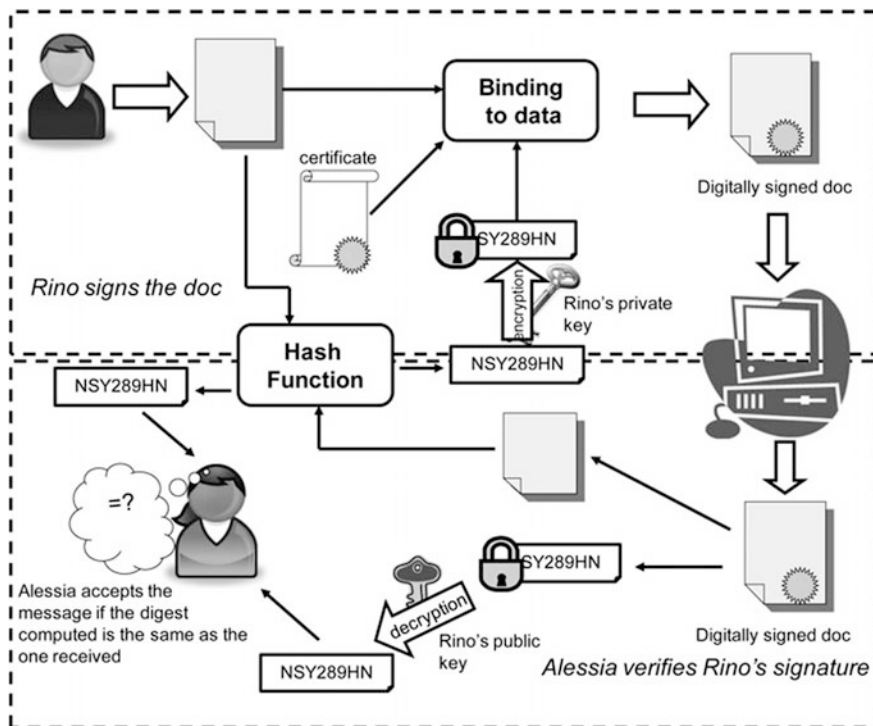 Binding
to data
certificate
Digitally signed doc
SY289HN
Rino signs the doc
encryption
Rino's private
key
Hash
Function
NSY289HN
NSY289HN
=?
SY289HN
Alessia accepts the
message if the digest
computed is the same as the
one received
decryption
Rino's public
key
Digitally signed doc
NSY289HN
Alessia verifies Rino's signature